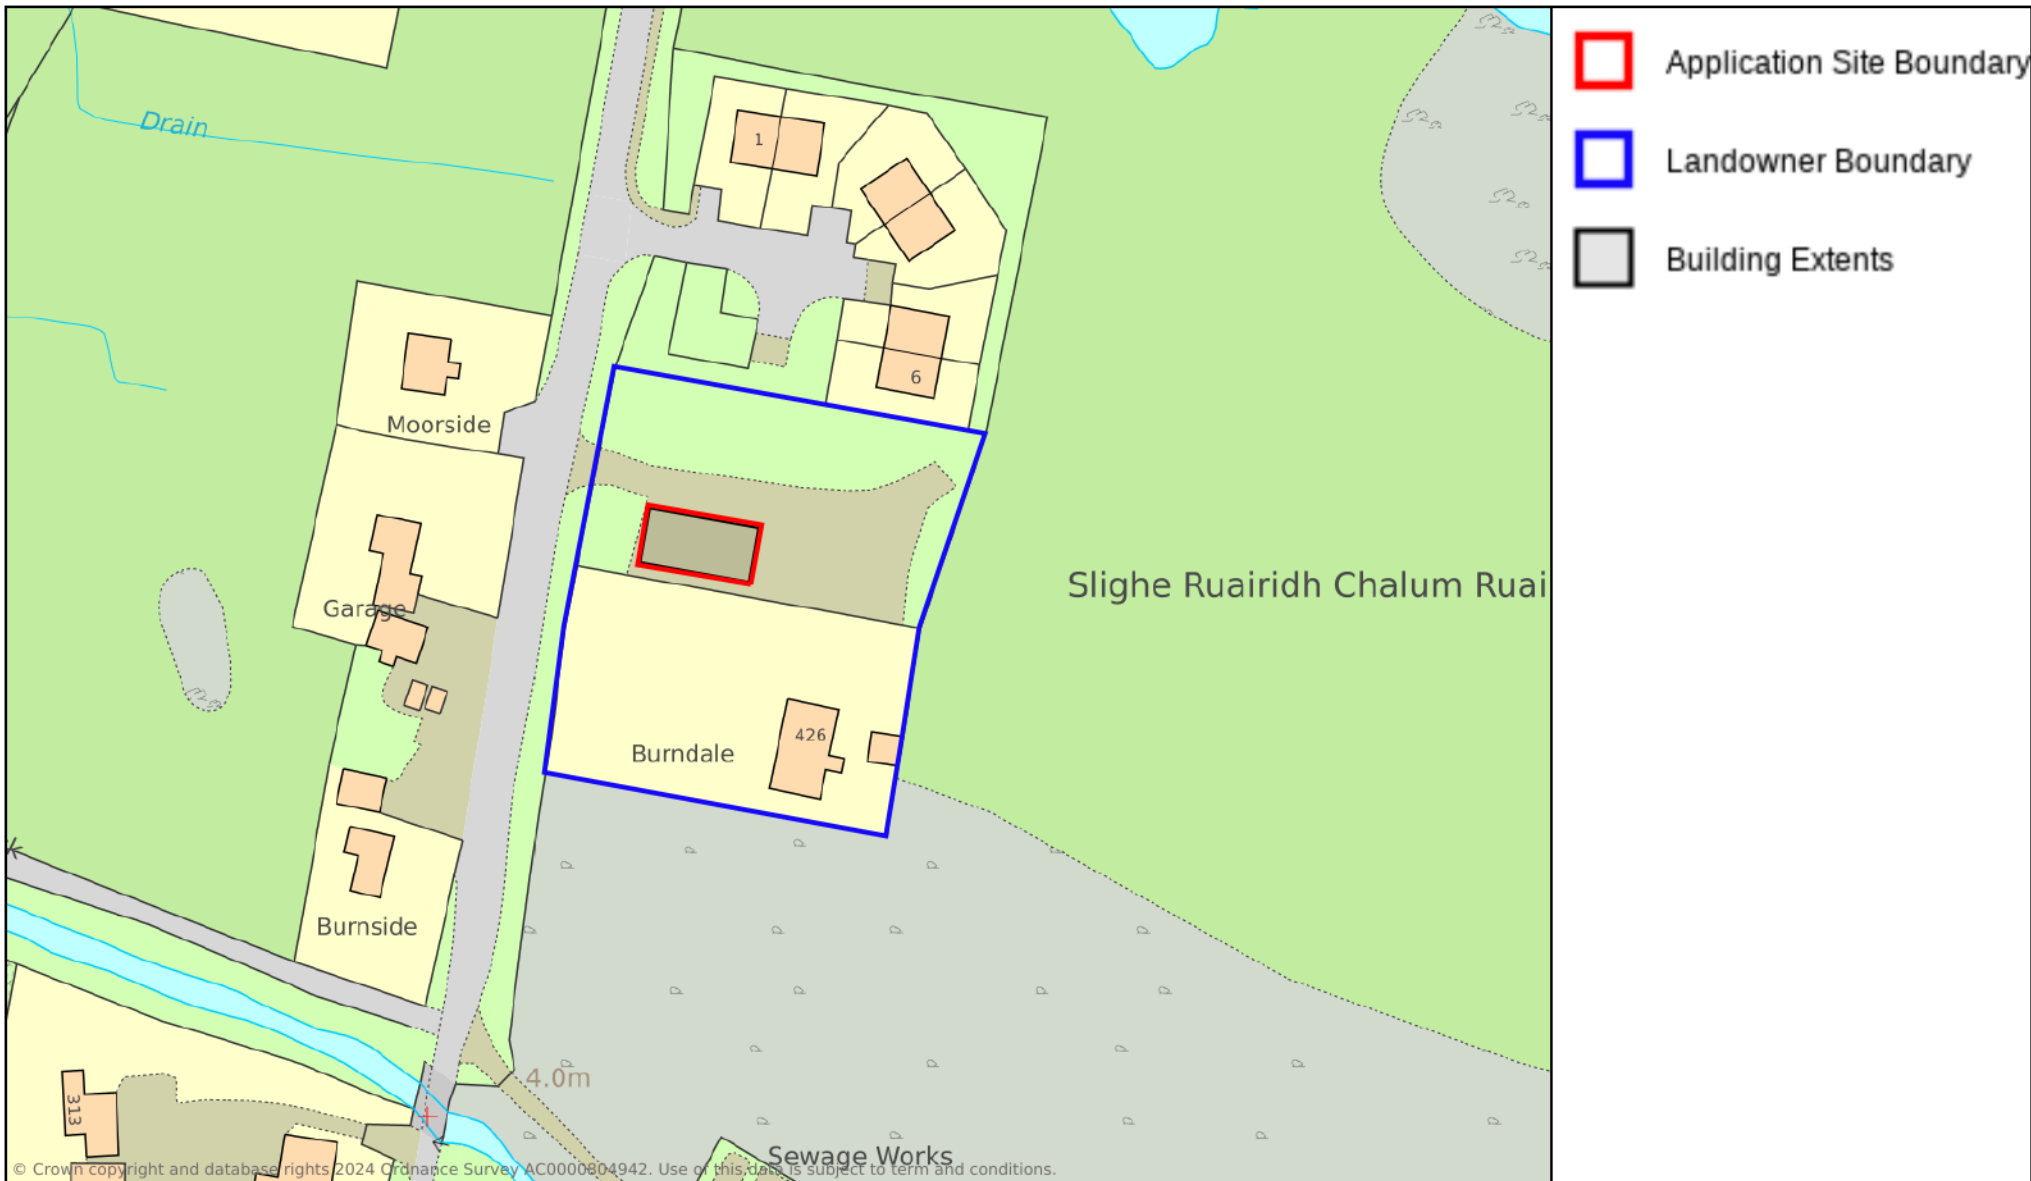 Application Site Boundary
Landowner Boundary
Building Extents
Drain
1
6
Moorside
Garage
Slighe Ruairidh Chalum Ruai
426
Burndale
Burnside
4.0m
313
Sewage Works
© Crown copyright and database rights 2024 Ordnance Survey AC0000804942. Use of this data is subject to term and conditions.